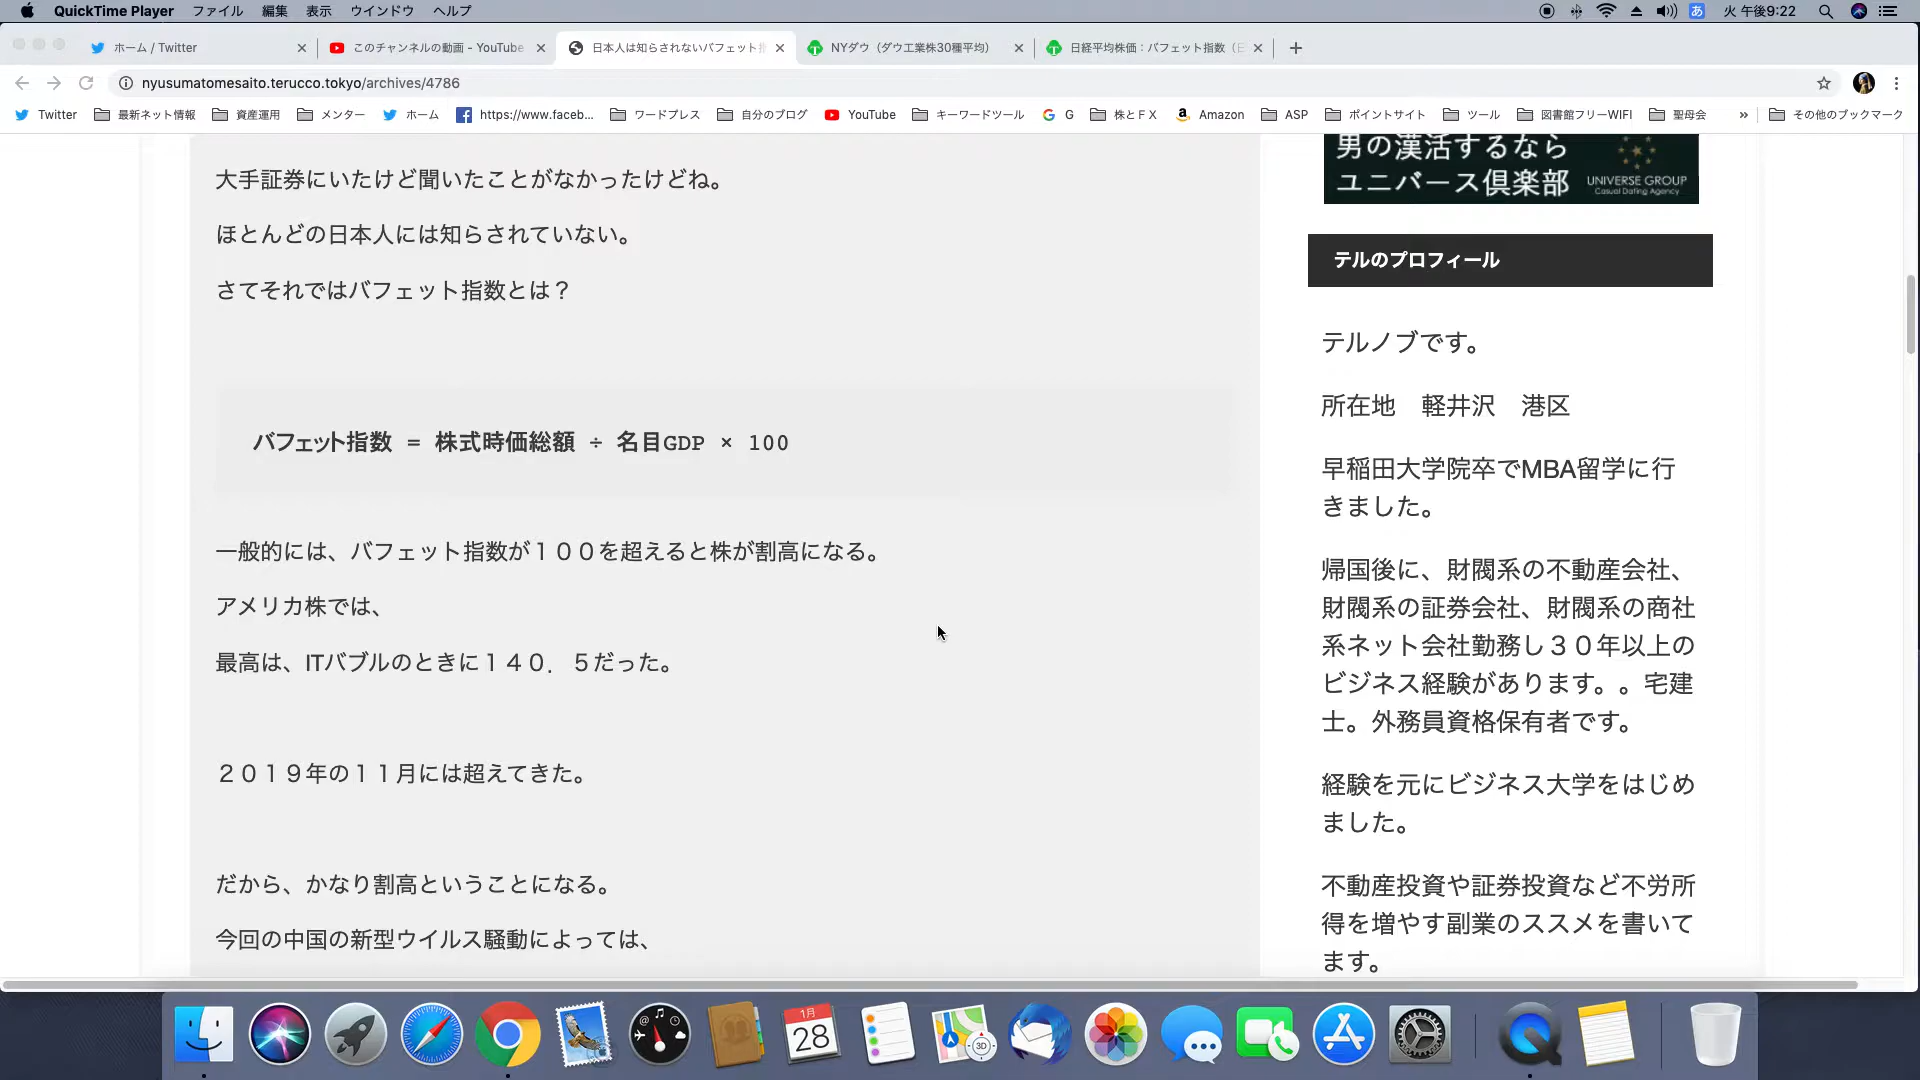 QuickTime Player ファイル 編集 表示 ウインドウ ヘルプ
あ 火 午後9:22
ホーム / Twitter
このチャンネルの動画 - YouTube
日本人は知らされないバフェット指
NYダウ（ダウ工業株30種平均）
日経平均株価：バフェット指数（日
nyusumatomesaito.terucco.tokyo/archives/4786
Twitter 最新ネット情報 資産運用 メンター ホーム https://www.faceb... ワードプレス 自分のブログ YouTube キーワードツール G 株とＦＸ Amazon ASP ポイントサイト ツール 図書館フリーWIFI 聖母会 » その他のブックマーク
大手証券にいたけど聞いたことがなかったけどね。
ほとんどの日本人には知らされていない。
さてそれではバフェット指数とは？
バフェット指数 = 株式時価総額 ÷ 名目GDP × 100
一般的には、バフェット指数が１００を超えると株が割高になる。
アメリカ株では、
最高は、ITバブルのときに１４０．５だった。
２０１９年の１１月には超えてきた。
だから、かなり割高ということになる。
今回の中国の新型ウイルス騒動によっては、
男の漢活するなら
ユニバース倶楽部
UNIVERSE GROUP
Casual Dating Agency
テルのプロフィール
テルノブです。
所在地　軽井沢　港区
早稲田大学院卒でMBA留学に行
きました。
帰国後に、財閥系の不動産会社、
財閥系の証券会社、財閥系の商社
系ネット会社勤務し３０年以上の
ビジネス経験があります。。宅建
士。外務員資格保有者です。
経験を元にビジネス大学をはじめ
ました。
不動産投資や証券投資など不労所
得を増やす副業のススメを書いて
ます。
1月
28
3D